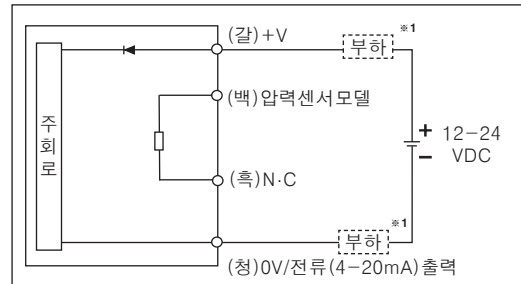 (갈)+V
부하
※1
(백)압력센서모델
주회로
+ 12-24
- VDC
(흑)N·C
부하
※1
(청)0V/전류(4-20mA)출력